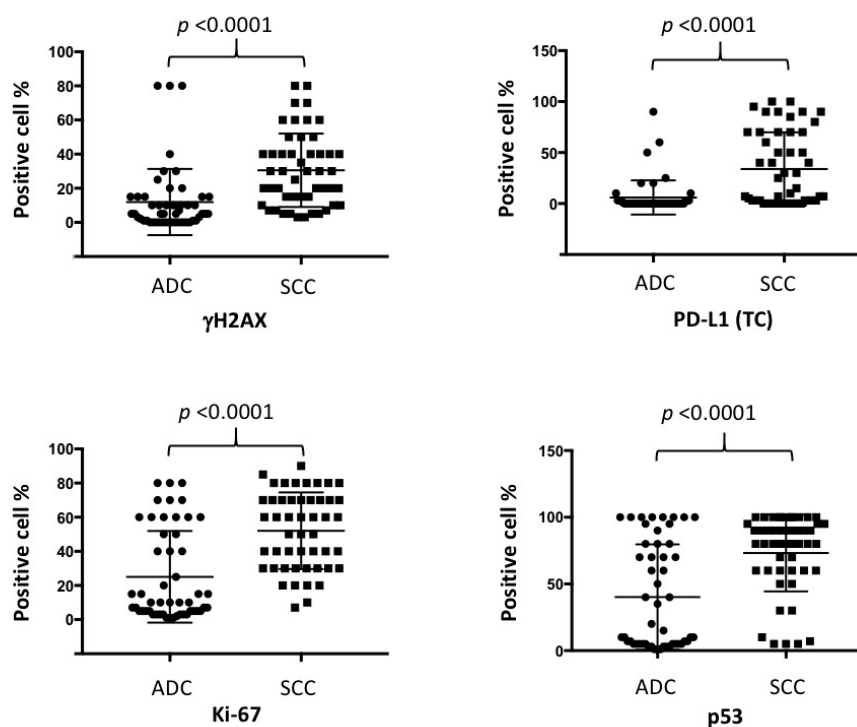 p <0.0001
Positive cell %
100
80
60
40
20
0
ADC
SCC
γH2AX
p <0.0001
Positive cell %
150
100
50
0
ADC
SCC
PD-L1 (TC)
p <0.0001
Positive cell %
100
80
60
40
20
0
ADC
SCC
Ki-67
p <0.0001
Positive cell %
150
100
50
0
ADC
SCC
p53